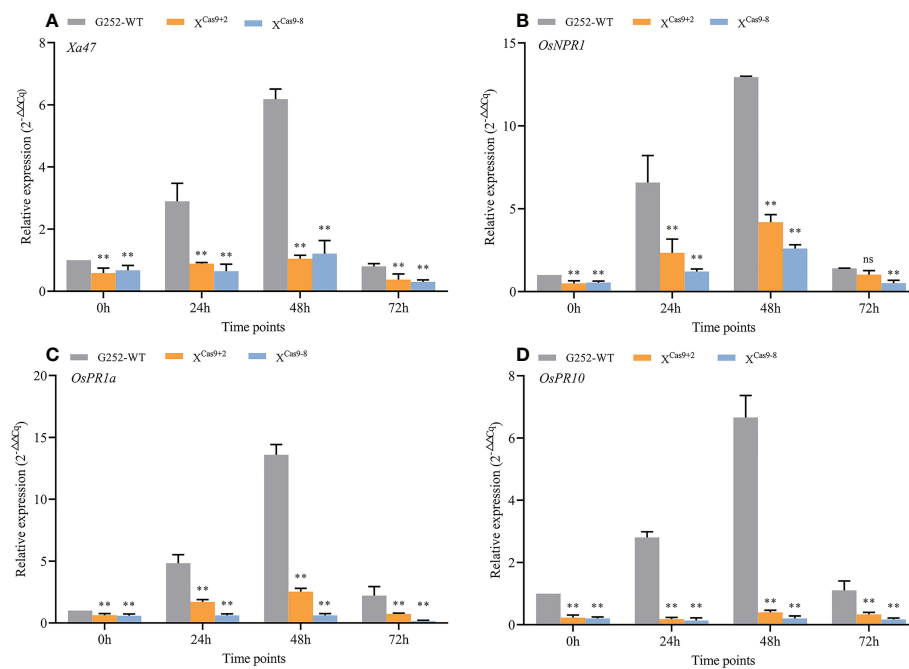 A
G252-WT
X^Cas9+2
X^Cas9-8
Xa47
Relative expression (2^-ΔΔCq)
8
6
4
2
0
**
**
**
**
**
**
**
**
0h
24h
48h
72h
Time points
B
G252-WT
X^Cas9+2
X^Cas9-8
OsNPR1
Relative expression (2^-ΔΔCq)
15
10
5
0
**
**
**
**
**
**
ns
**
0h
24h
48h
72h
Time points
C
G252-WT
X^Cas9+2
X^Cas9-8
OsPR1a
Relative expression (2^-ΔΔCq)
20
15
10
5
0
**
**
**
**
**
**
**
**
0h
24h
48h
72h
Time points
D
G252-WT
X^Cas9+2
X^Cas9-8
OsPR10
Relative expression (2^-ΔΔCq)
8
6
4
2
0
**
**
**
**
**
**
**
**
0h
24h
48h
72h
Time points